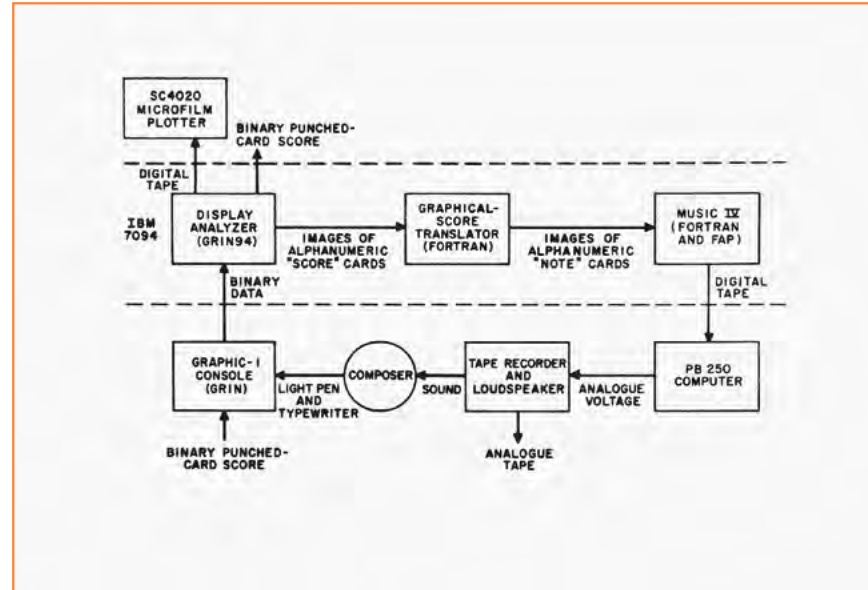 SC4020
MICROFILM
PLOTTER
BINARY PUNCHED-
CARD SCORE
DIGITAL
TAPE
IBM
7094
DISPLAY
ANALYZER
(GRIN94)
IMAGES OF
ALPHANUMERIC
"SCORE" CARDS
GRAPHICAL-
SCORE
TRANSLATOR
(FORTRAN)
IMAGES OF
ALPHANUMERIC
"NOTE" CARDS
MUSIC IV
(FORTRAN
AND FAP)
BINARY
DATA
DIGITAL
TAPE
GRAPHIC-1
CONSOLE
(GRIN)
LIGHT PEN
AND
TYPEWRITER
COMPOSER
SOUND
TAPE RECORDER
AND
LOUDSPEAKER
ANALOGUE
VOLTAGE
PB 250
COMPUTER
BINARY PUNCHED-
CARD SCORE
ANALOGUE
TAPE